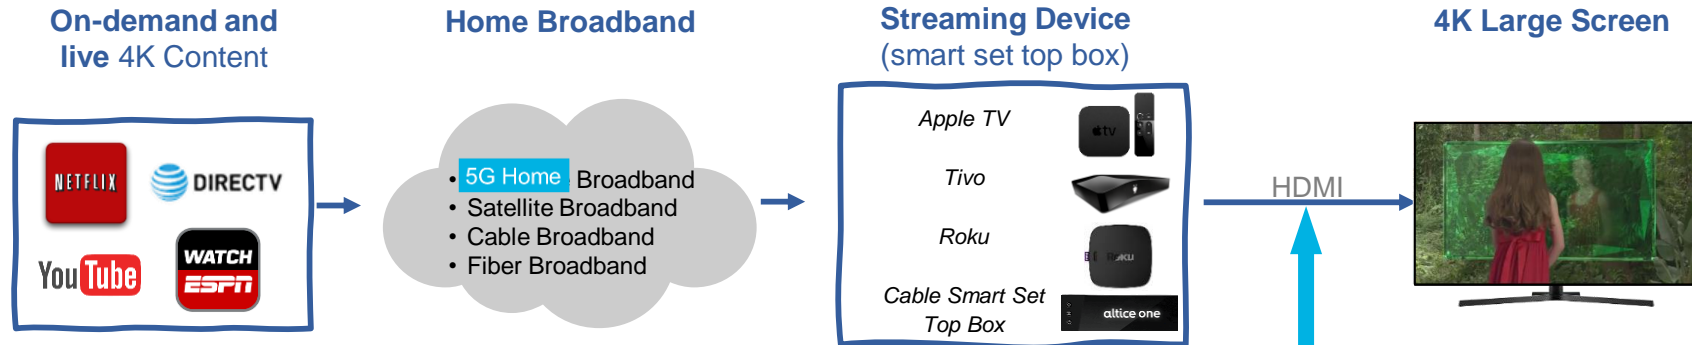 On-demand and
live 4K Content
Home Broadband
Streaming Device
(smart set top box)
4K Large Screen
NETFLIX
DIRECTV
YouTube
WATCH
ESPN
• 5G Home Broadband
• Satellite Broadband
• Cable Broadband
• Fiber Broadband
Apple TV
tv
Tivo
Roku
ROKU
Cable Smart Set
Top Box
altice one
HDMI